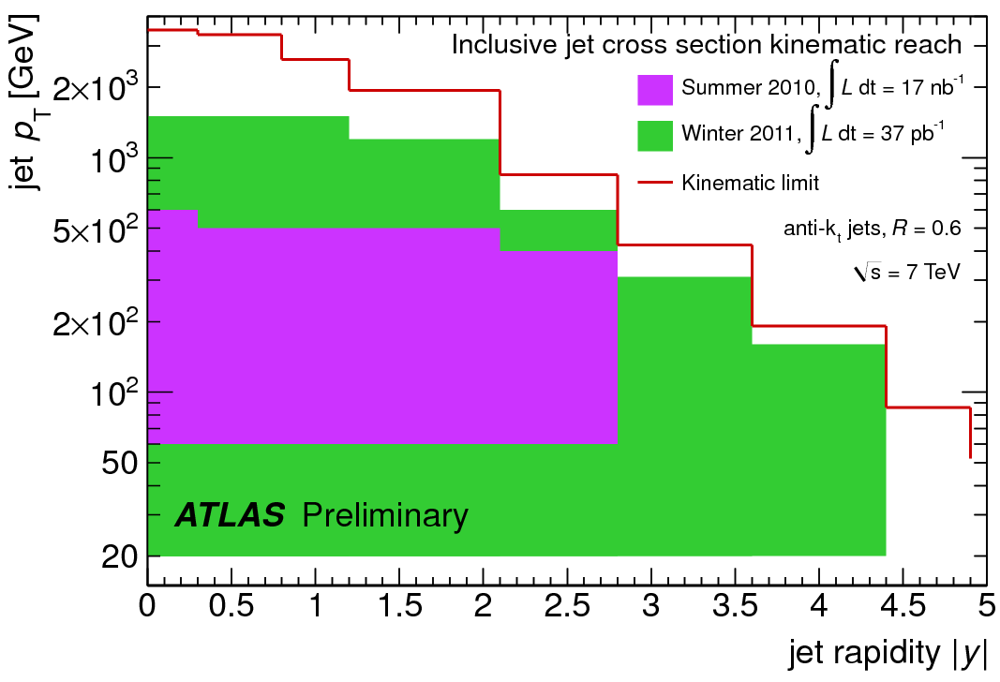 Inclusive jet cross section kinematic reach
Summer 2010, ∫ L dt = 17 nb⁻¹
Winter 2011, ∫ L dt = 37 pb⁻¹
Kinematic limit
anti-kₜ jets, R = 0.6
√s = 7 TeV
ATLAS Preliminary
jet p_T [GeV]
2×10³
10³
5×10²
2×10²
10²
50
20
0 0.5 1 1.5 2 2.5 3 3.5 4 4.5 5
jet rapidity |y|